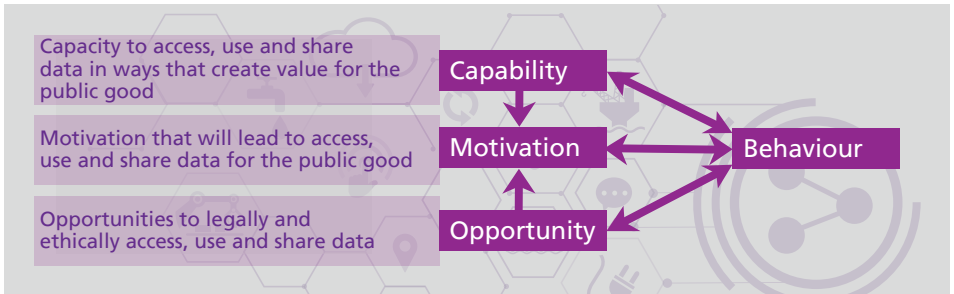 Capacity to access, use and share
data in ways that create value for the
public good
Capability
Motivation that will lead to access,
use and share data for the public good
Motivation
Behaviour
Opportunities to legally and
ethically access, use and share data
Opportunity